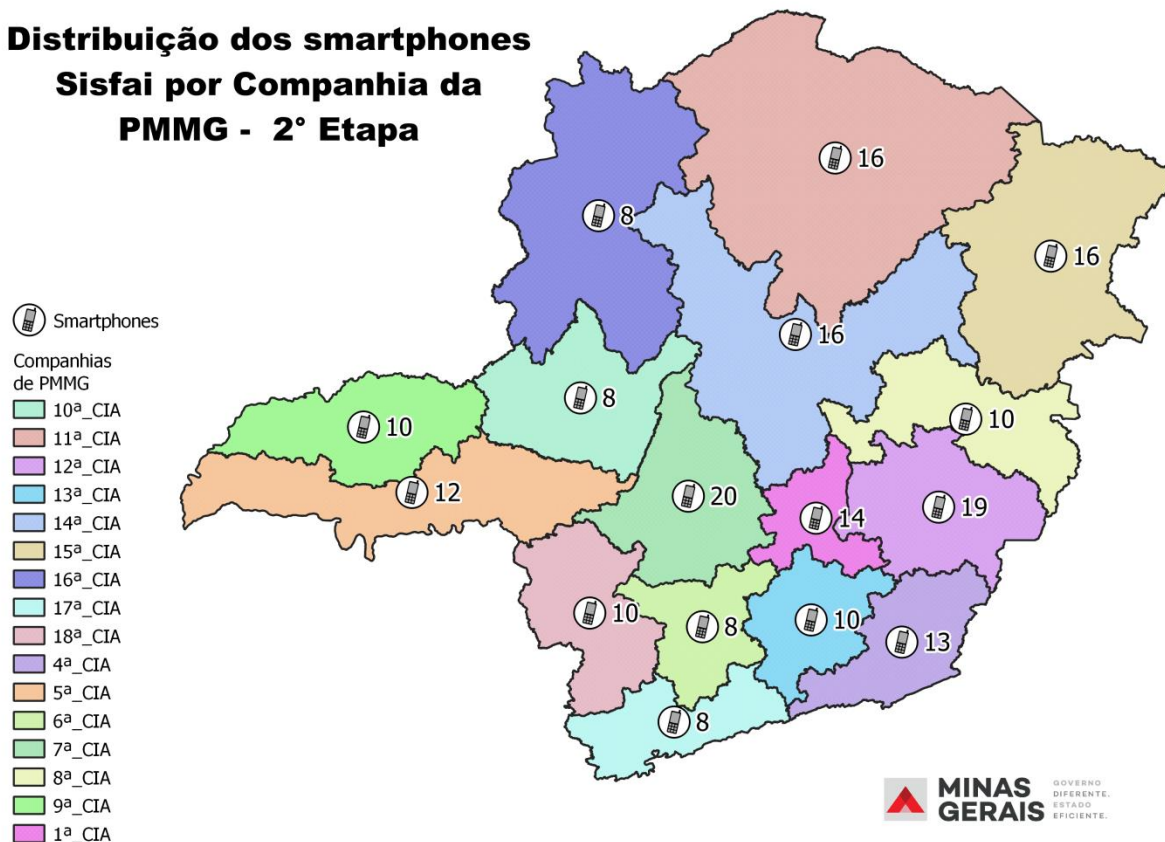 Distribuição dos smartphones
Sisfai por Companhia da
PMMG - 2° Etapa
16
8
16
16
8
10
10
12
20
14
19
10
8
10
13
8
Smartphones
Companhias
de PMMG
10ª_CIA
11ª_CIA
12ª_CIA
13ª_CIA
14ª_CIA
15ª_CIA
16ª_CIA
17ª_CIA
18ª_CIA
4ª_CIA
5ª_CIA
6ª_CIA
7ª_CIA
8ª_CIA
9ª_CIA
1ª_CIA
MINAS
GERAIS
GOVERNO
DIFERENTE.
ESTADO
EFICIENTE.